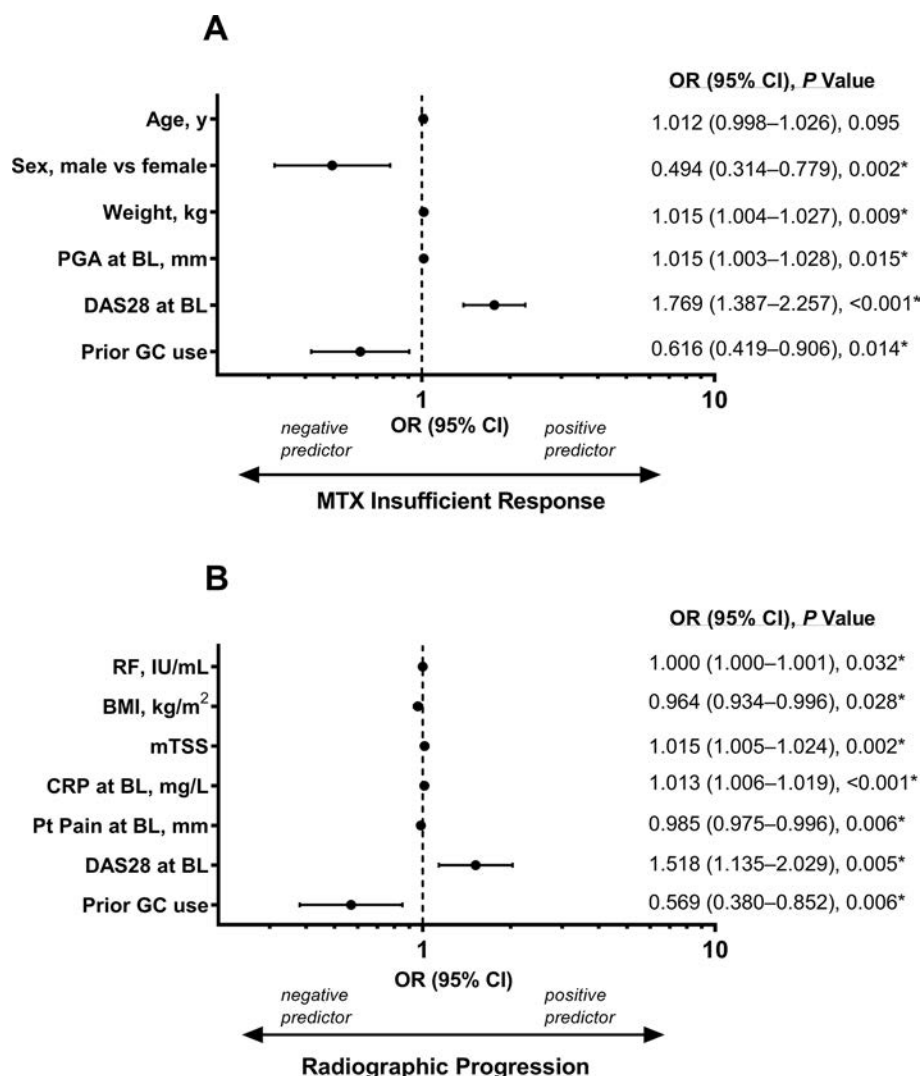 A
OR (95% CI), P Value
Age, y 1.012 (0.998–1.026), 0.095
Sex, male vs female 0.494 (0.314–0.779), 0.002*
Weight, kg 1.015 (1.004–1.027), 0.009*
PGA at BL, mm 1.015 (1.003–1.028), 0.015*
DAS28 at BL 1.769 (1.387–2.257), <0.001*
Prior GC use 0.616 (0.419–0.906), 0.014*
1 10
OR (95% CI)
negative predictor
positive predictor
MTX Insufficient Response
B
OR (95% CI), P Value
RF, IU/mL 1.000 (1.000–1.001), 0.032*
BMI, kg/m² 0.964 (0.934–0.996), 0.028*
mTSS 1.015 (1.005–1.024), 0.002*
CRP at BL, mg/L 1.013 (1.006–1.019), <0.001*
Pt Pain at BL, mm 0.985 (0.975–0.996), 0.006*
DAS28 at BL 1.518 (1.135–2.029), 0.005*
Prior GC use 0.569 (0.380–0.852), 0.006*
1 10
OR (95% CI)
negative predictor
positive predictor
Radiographic Progression